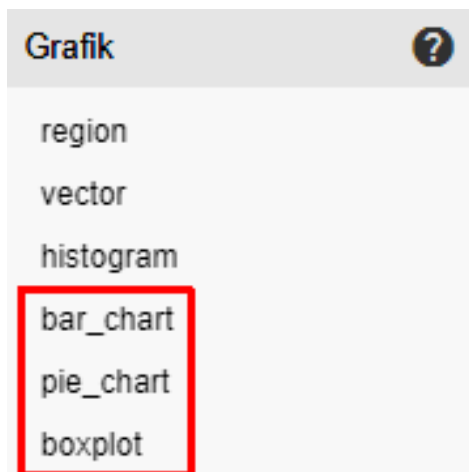 Grafik
region
vector
histogram
bar_chart
pie_chart
boxplot